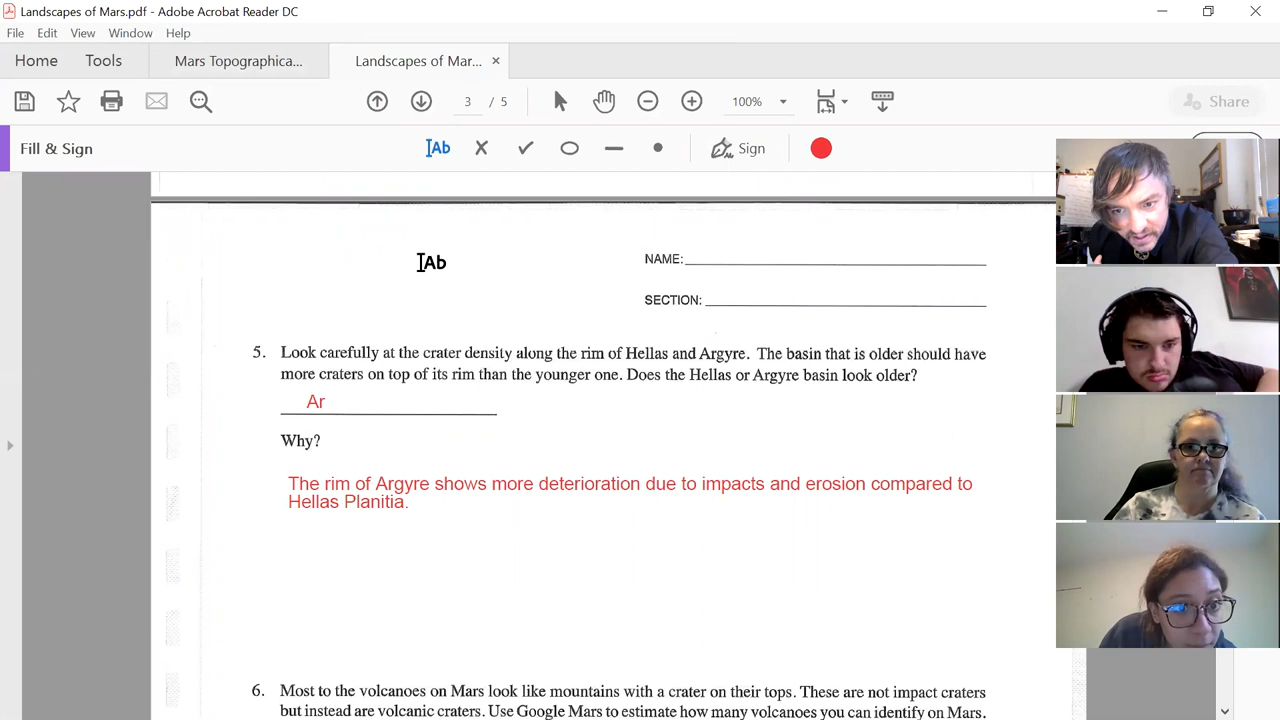 Landscapes of Mars.pdf - Adobe Acrobat Reader DC
File Edit View Window Help
Home Tools Mars Topographica... Landscapes of Mar... ×
3 / 5 100% Share
Fill & Sign IAb Sign
IAb
NAME:
SECTION:
5. Look carefully at the crater density along the rim of Hellas and Argyre. The basin that is older should have
more craters on top of its rim than the younger one. Does the Hellas or Argyre basin look older?
Ar
Why?
The rim of Argyre shows more deterioration due to impacts and erosion compared to
Hellas Planitia.
6. Most to the volcanoes on Mars look like mountains with a crater on their tops. These are not impact craters
but instead are volcanic craters. Use Google Mars to estimate how many volcanoes you can identify on Mars.